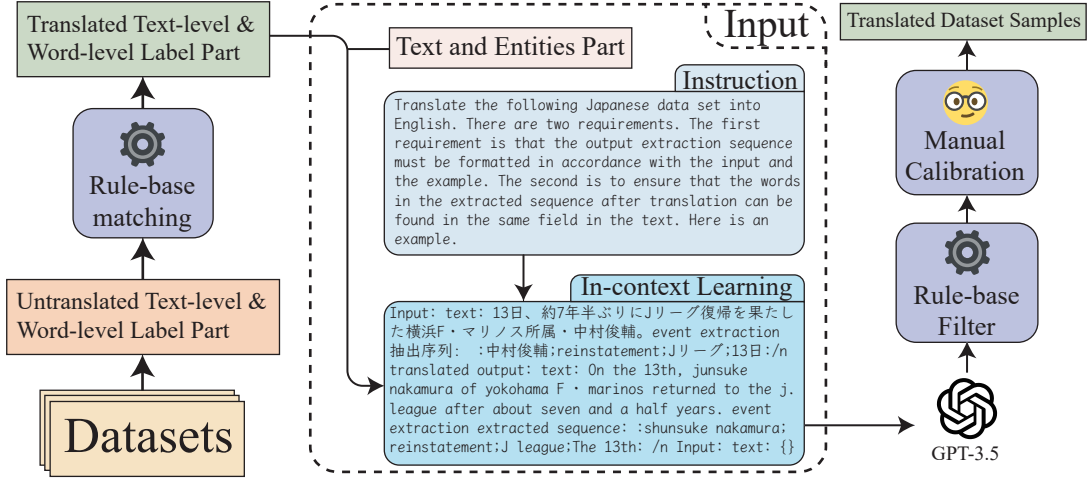 Translated Text-level &
Word-level Label Part
Rule-base
matching
Untranslated Text-level &
Word-level Label Part
Datasets
Input
Text and Entities Part
Instruction
Translate the following Japanese data set into
English. There are two requirements. The first
requirement is that the output extraction sequence
must be formatted in accordance with the input and
the example. The second is to ensure that the words
in the extracted sequence after translation can be
found in the same field in the text. Here is an
example.
In-context Learning
Input: text: 13日、約7年半ぶりにJリーグ復帰を果たし
た横浜F・マリノス所属・中村俊輔。event extraction
抽出序列: :中村俊輔;reinstatement;Jリーグ;13日:/n
translated output: text: On the 13th, junsuke
nakamura of yokohama F ・ marinos returned to the j.
league after about seven and a half years. event
extraction extracted sequence: :shunsuke nakamura;
reinstatement;J league;The 13th: /n Input: text: {}
GPT-3.5
Rule-base
Filter
Manual
Calibration
Translated Dataset Samples